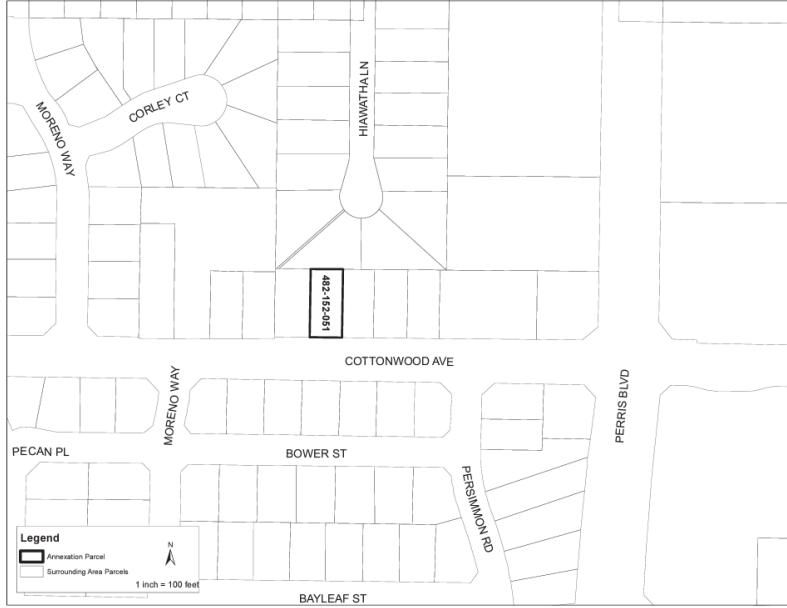 CORLEY CT
MORENO WAY
HIAWATHA LN
482-152-051
COTTONWOOD AVE
MORENO WAY
PERRIS BLVD
PECAN PL
BOWER ST
PERSIMMON RD
Legend
Annexation Parcel
Surrounding Area Parcels
N
1 inch = 100 feet
BAYLEAF ST